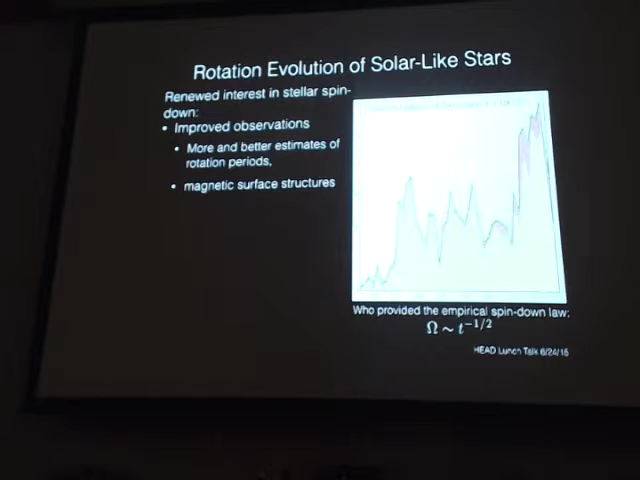 Rotation Evolution of Solar-Like Stars
Renewed interest in stellar spin-
down:
• Improved observations
• More and better estimates of
rotation periods,
• magnetic surface structures
Who provided the empirical spin-down law:
Ω ~ t^{-1/2}
HEAD Lunch Talk 6/24/15